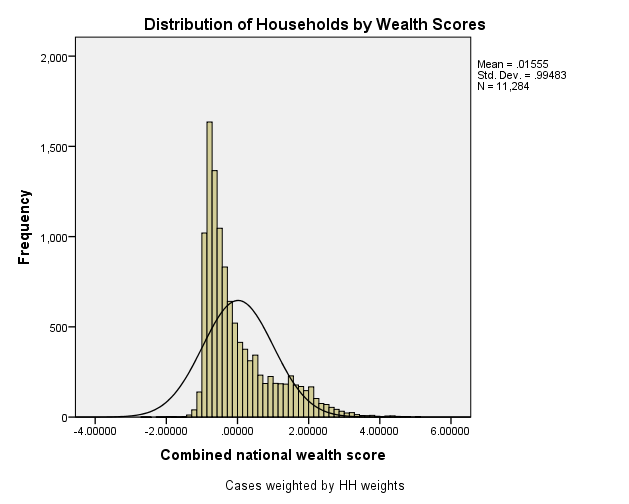 Distribution of Households by Wealth Scores
Mean = .01555
Std. Dev. = .99483
N = 11,284
2,000
1,500
1,000
500
0
Frequency
-4.00000 -2.00000 .00000 2.00000 4.00000 6.00000
Combined national wealth score
Cases weighted by HH weights